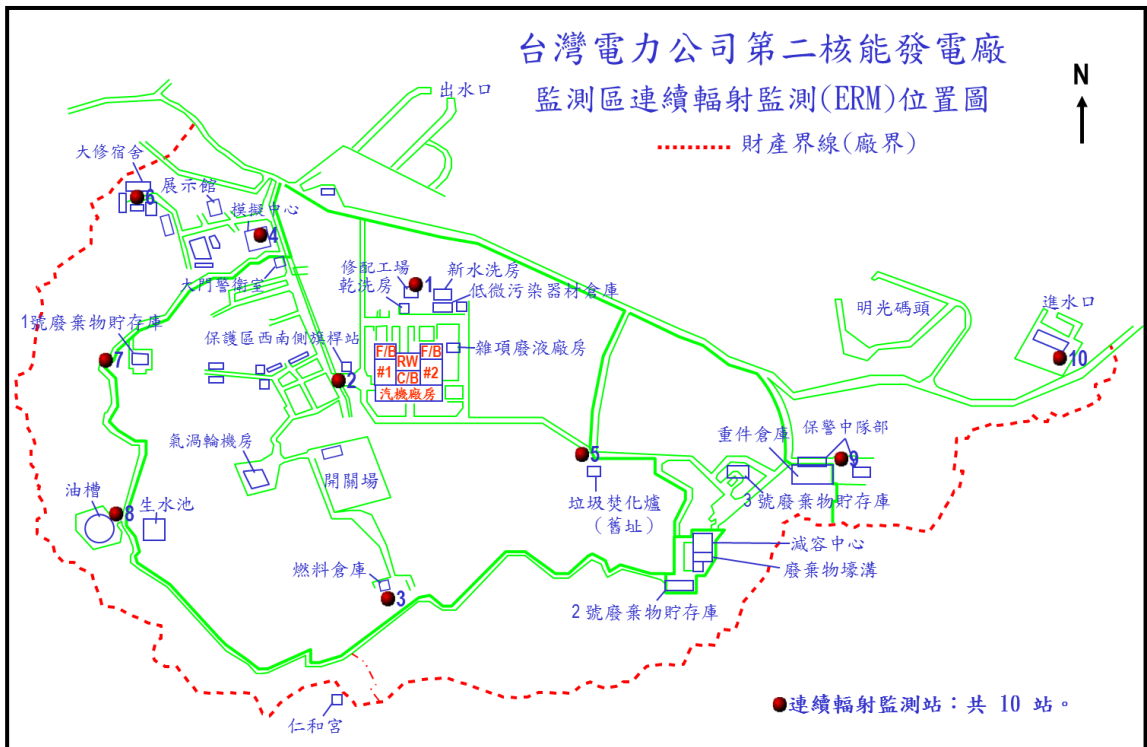 台灣電力公司第二核能發電廠
監測區連續輻射監測(ERM)位置圖
財產界線(廠界)
N
出水口
大修宿舍
6
展示館
模擬中心
4
大門警衛室
修配工場
1
新水洗房
乾洗房
低微污染器材倉庫
明光碼頭
進水口
10
1號廢棄物貯存庫
7
保護區西南側旗桿站
2
F/B
F/B
RW
#1
#2
C/B
汽機廠房
雜項廢液廠房
氣渦輪機房
開關場
5
重件倉庫
保警中隊部
9
油槽
8
生水池
垃圾焚化爐
(舊址)
3號廢棄物貯存庫
減容中心
廢棄物壕溝
燃料倉庫
3
2號廢棄物貯存庫
仁和宮
連續輻射監測站：共 10 站。